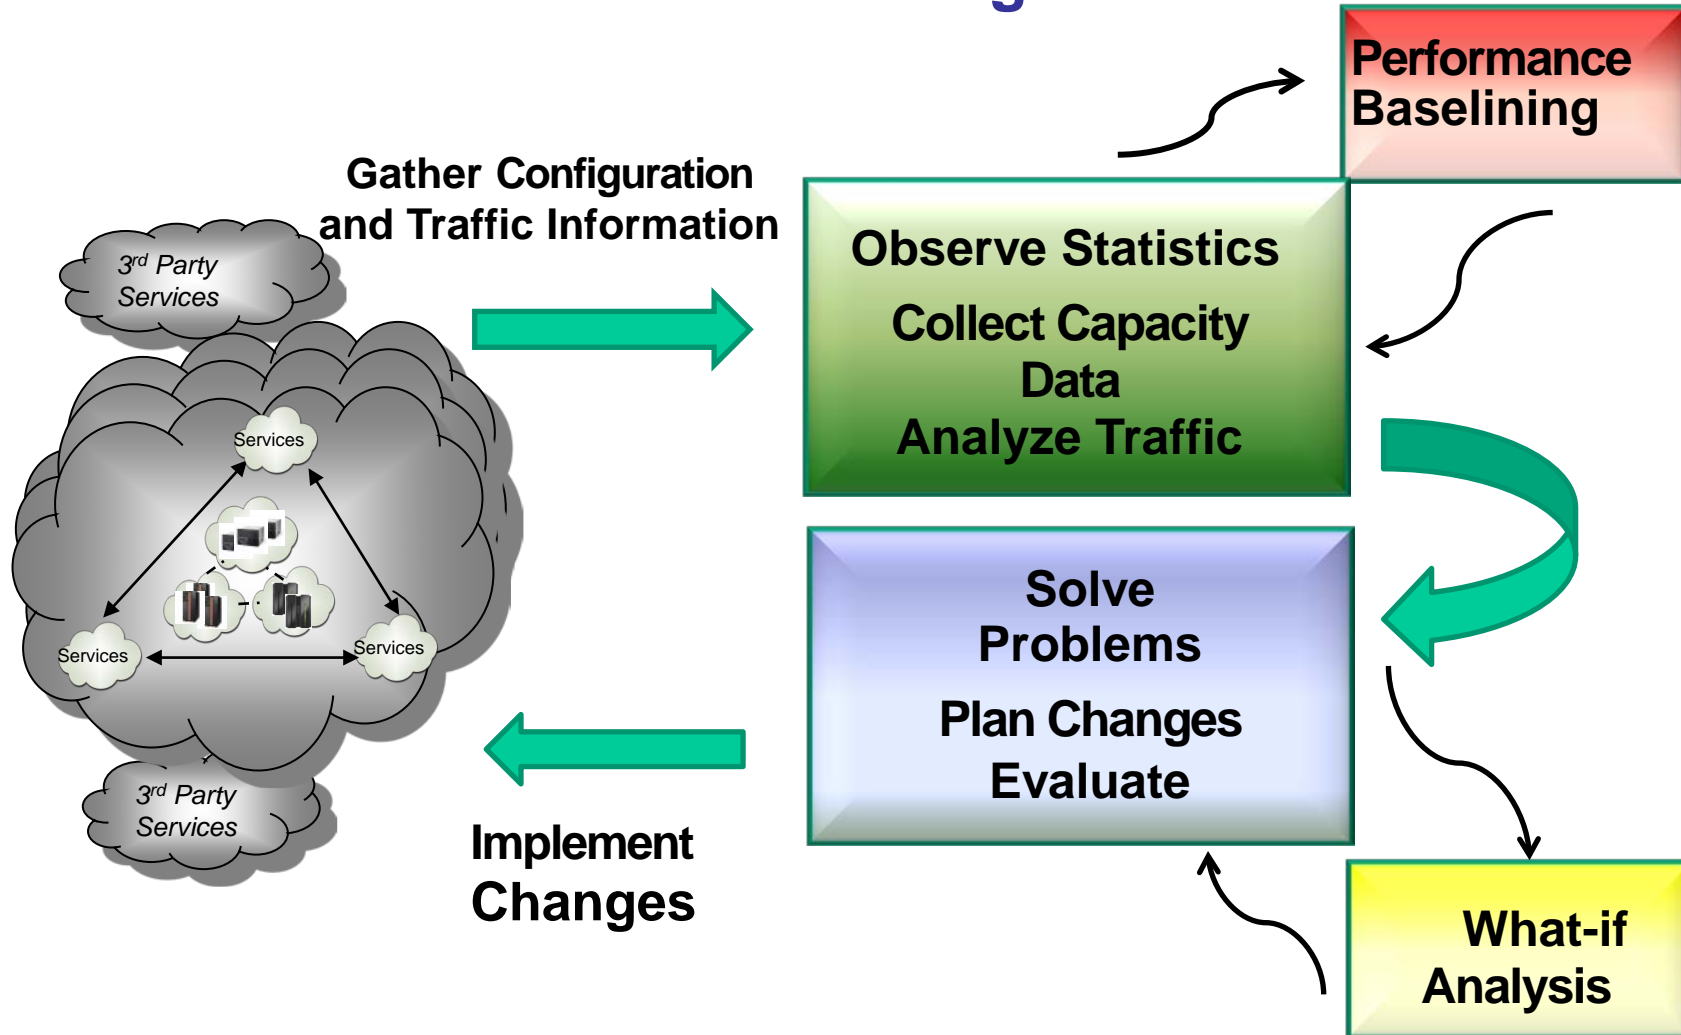 Performance
Baselining
Gather Configuration
and Traffic Information
3rd Party
Services
Observe Statistics
Collect Capacity
Data
Analyze Traffic
Services
Services
Services
Solve
Problems
Plan Changes
Evaluate
3rd Party
Services
Implement
Changes
What-if
Analysis